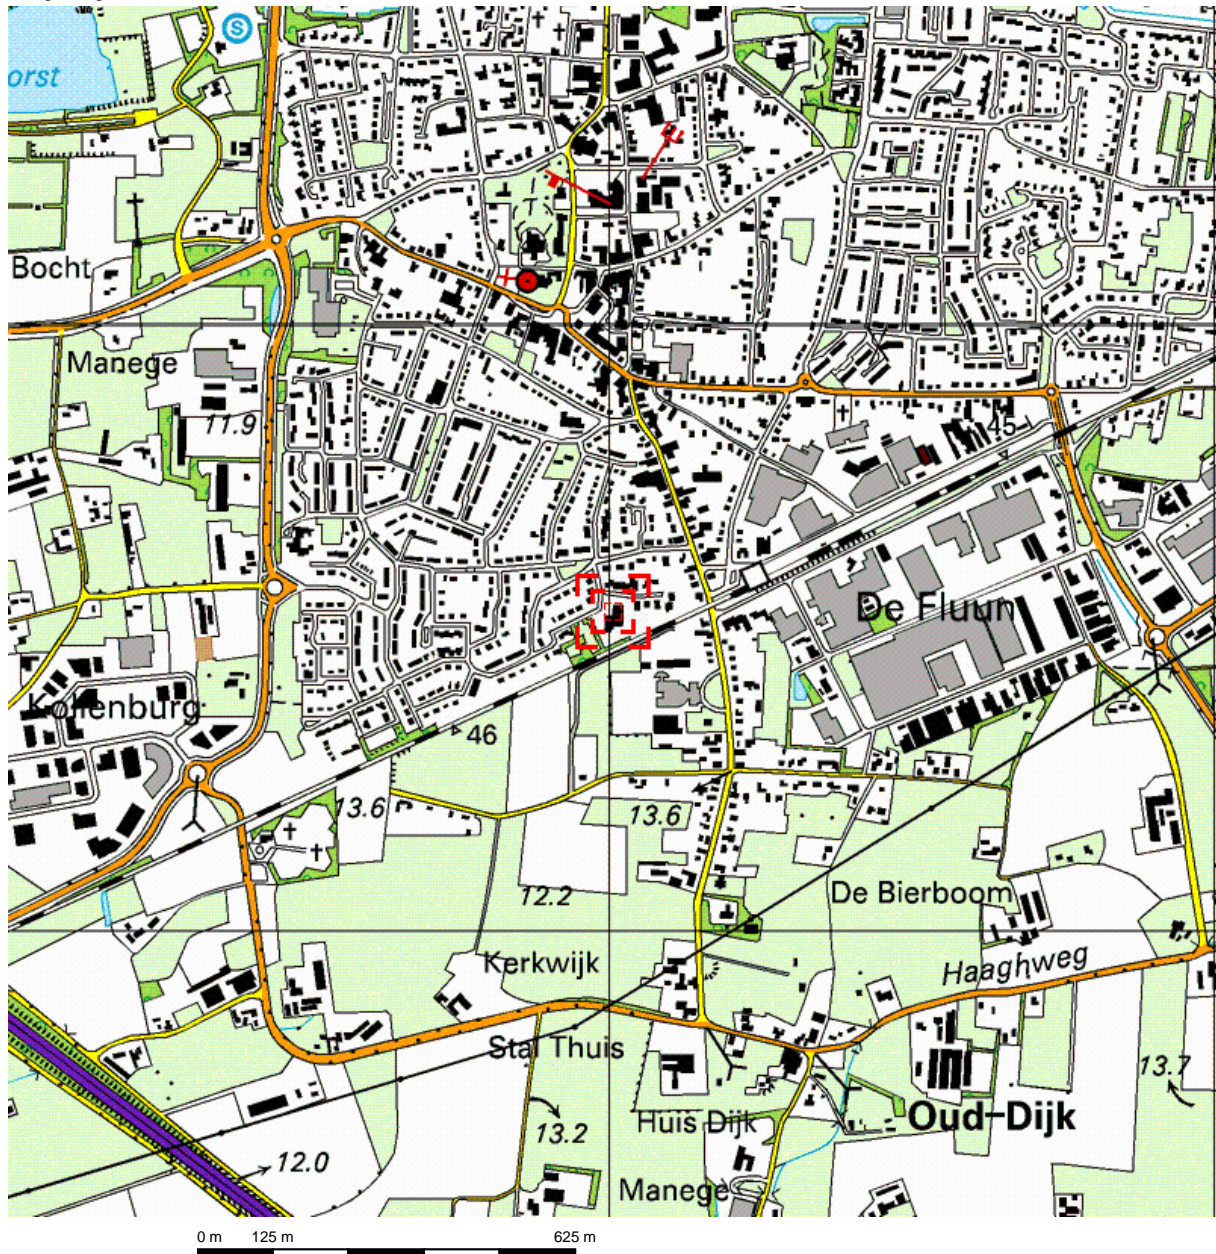 S
orst
Bocht
Manege
11.9
45
De Fluun
Kollenburg
46
13.6
13.6
12.2
De Bierboom
Kerkwijk
Haaghweg
Sta Thuis
13.7
Huis Dijk
Oud-Dijk
13.2
12.0
Manege
0 m 125 m 625 m